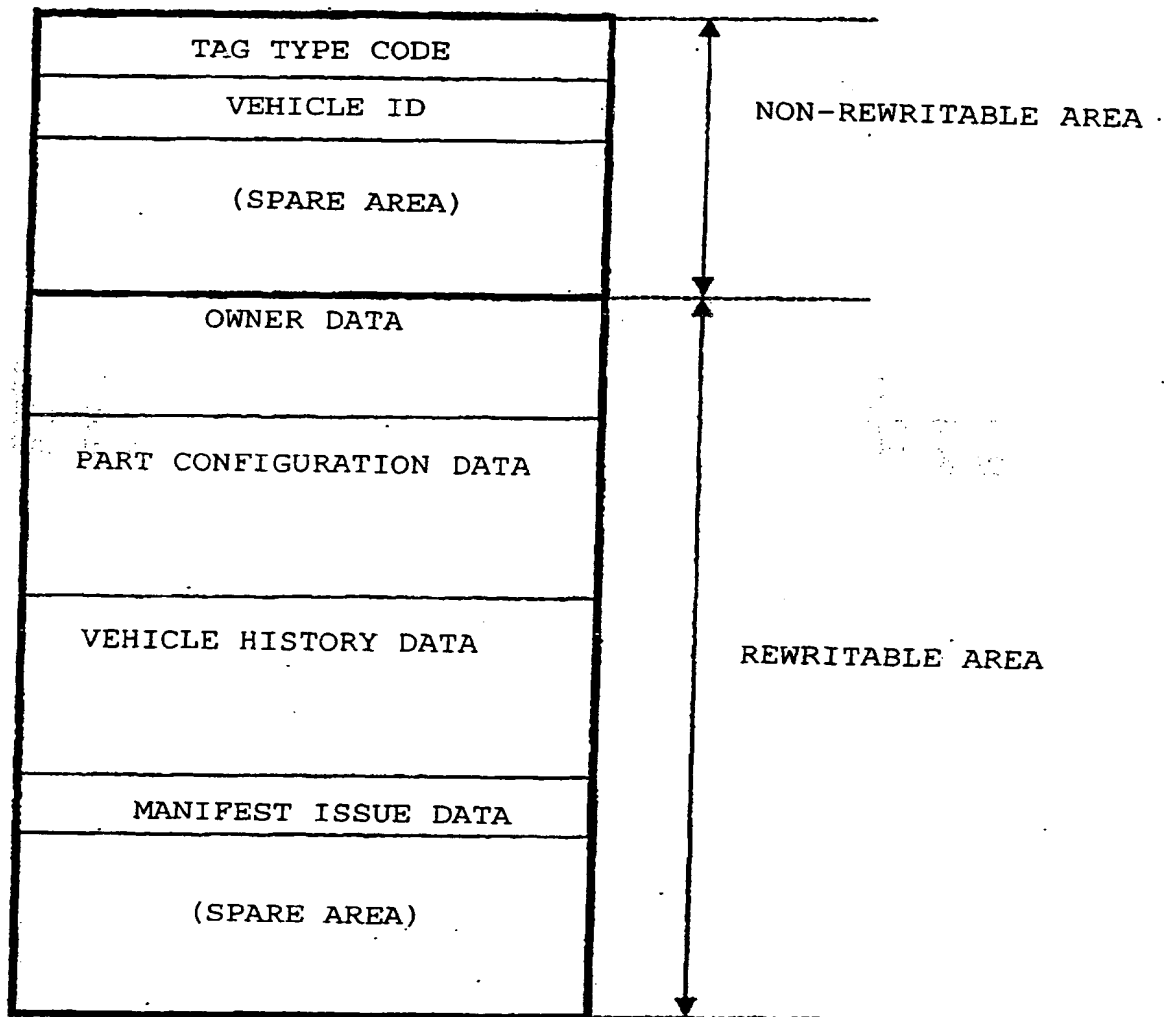 TAG TYPE CODE
VEHICLE ID
NON-REWRITABLE AREA
(SPARE AREA)
OWNER DATA
PART CONFIGURATION DATA
VEHICLE HISTORY DATA
REWRITABLE AREA
MANIFEST ISSUE DATA
(SPARE AREA)